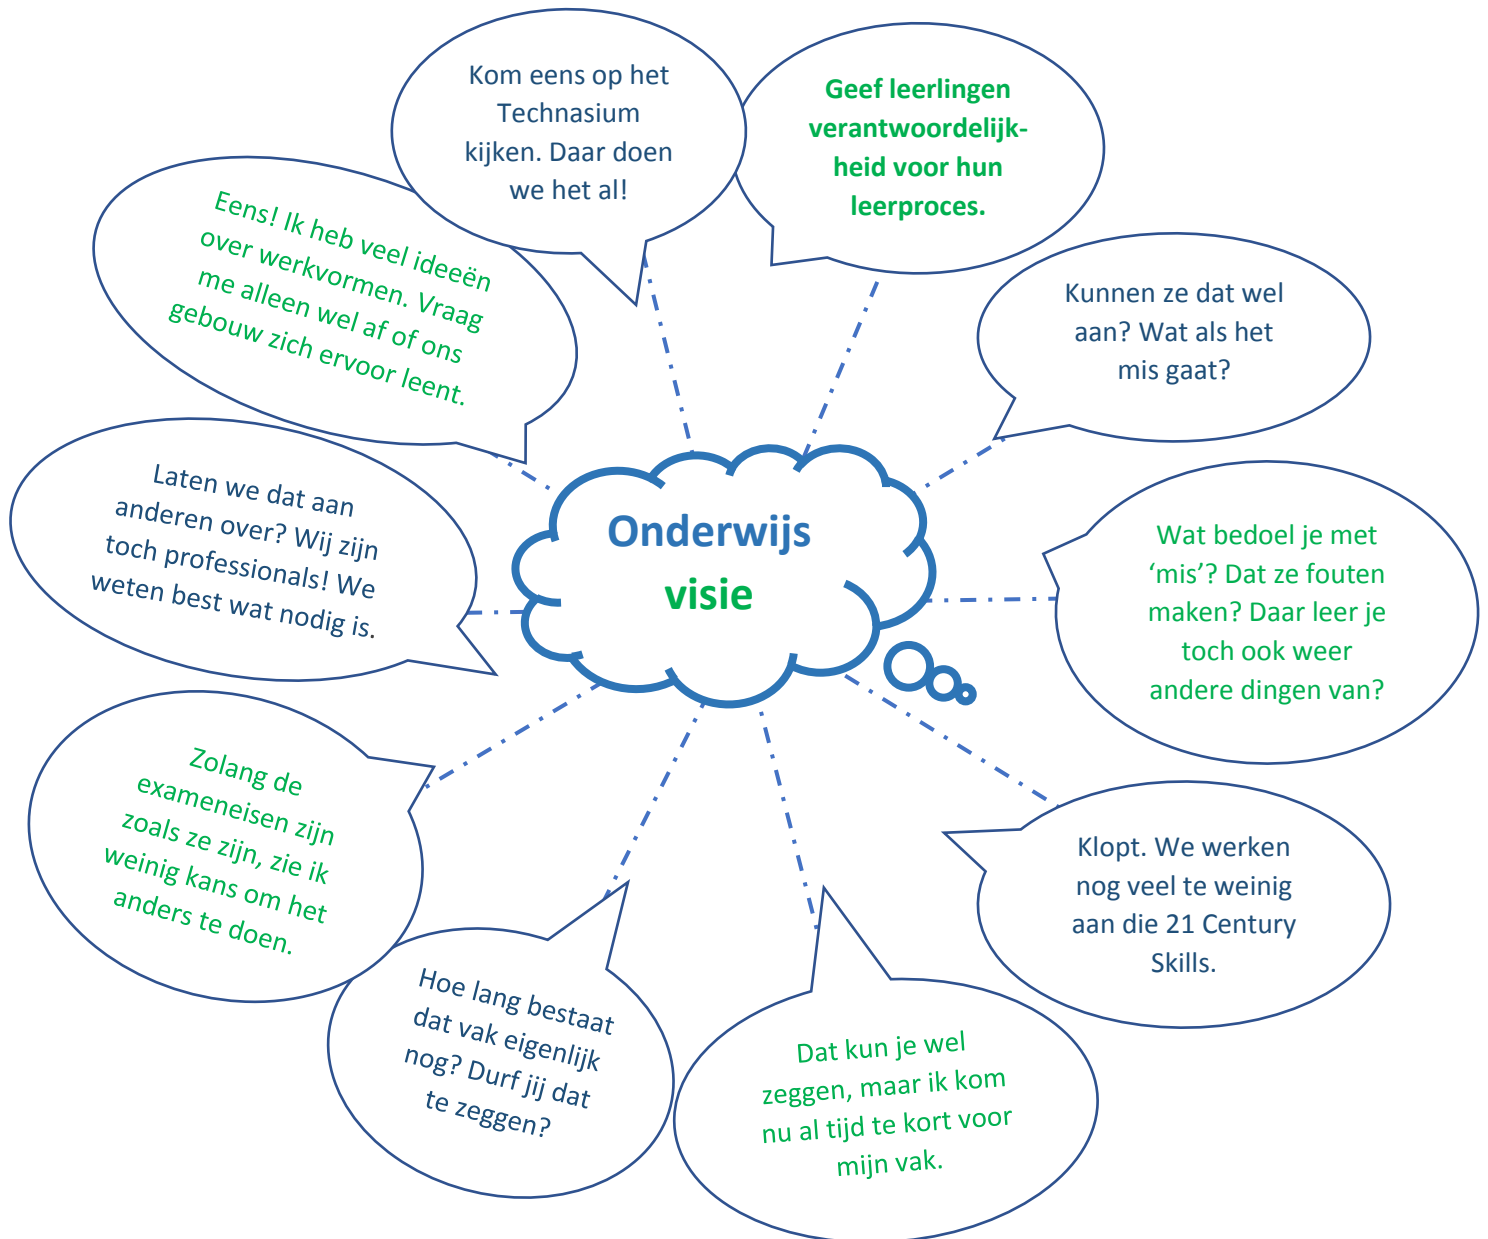 Kom eens op het
Technasium
kijken. Daar doen
we het al!
Geef leerlingen
verantwoordelijk-
heid voor hun
leerproces.
Kunnen ze dat wel
aan? Wat als het
mis gaat?
Wat bedoel je met
‘mis’? Dat ze fouten
maken? Daar leer je
toch ook weer
andere dingen van?
Klopt. We werken
nog veel te weinig
aan die 21 Century
Skills.
Dat kun je wel
zeggen, maar ik kom
nu al tijd te kort voor
mijn vak.
Hoe lang bestaat
dat vak eigenlijk
nog? Durf jij dat
te zeggen?
Zolang de
exameneisen zijn
zoals ze zijn, zie ik
weinig kans om het
anders te doen.
Laten we dat aan
anderen over? Wij zijn
toch professionals! We
weten best wat nodig is.
Eens! Ik heb veel ideeën
over werkvormen. Vraag
me alleen wel af of ons
gebouw zich ervoor leent.
Onderwijs
visie